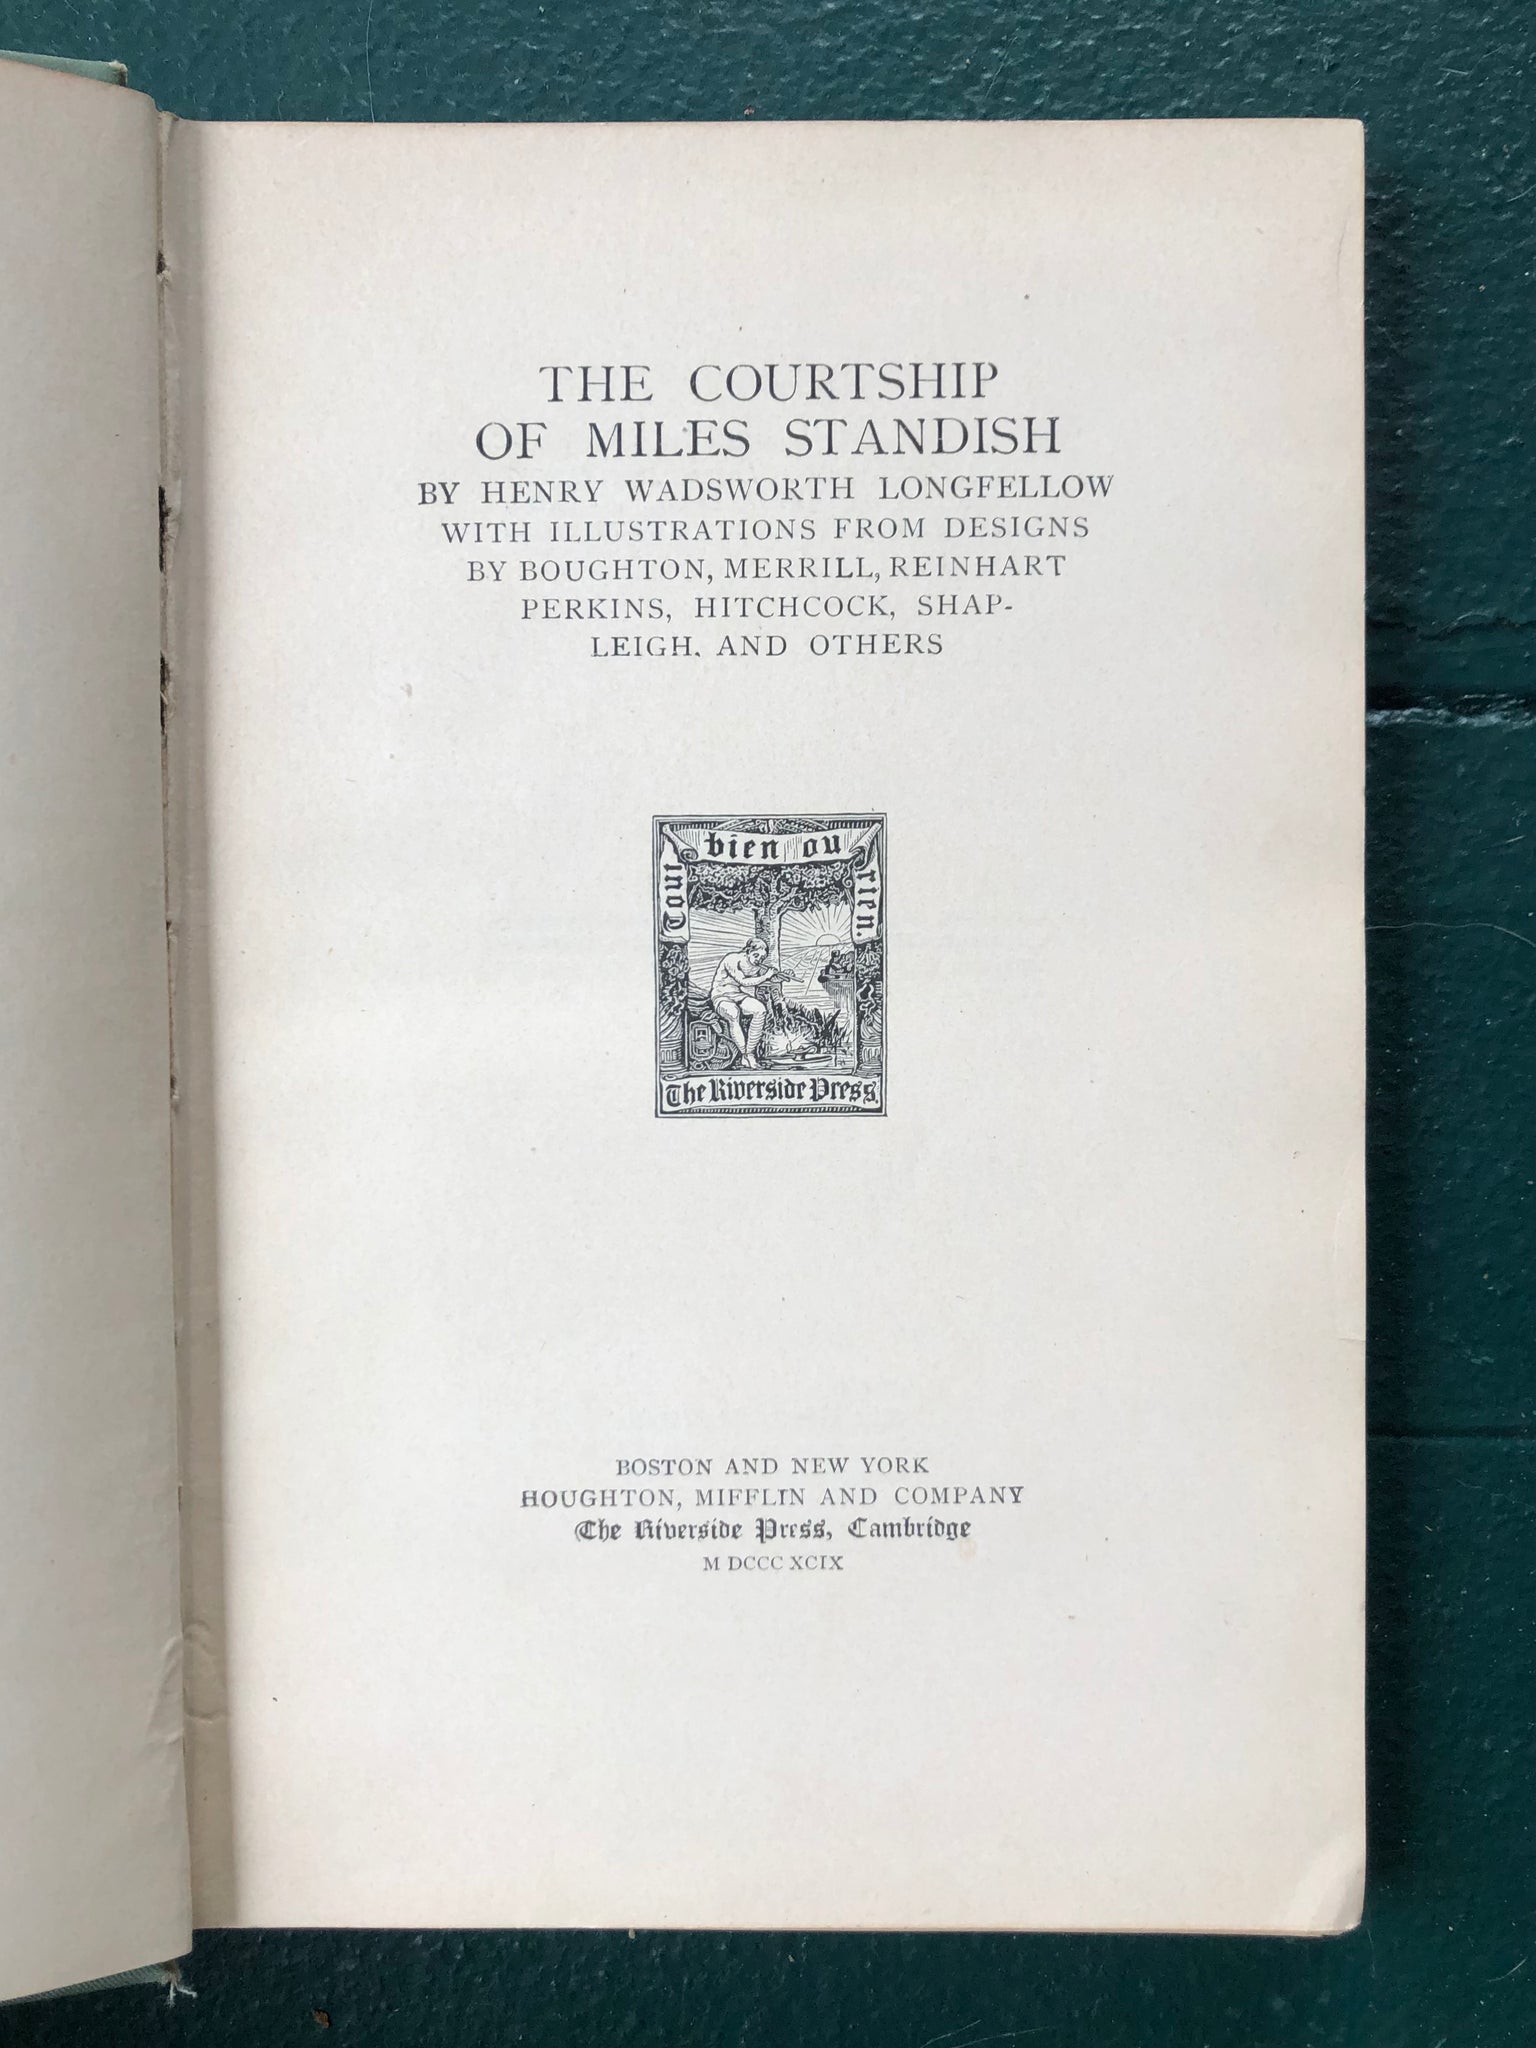 THE COURTSHIP
OF MILES STANDISH
BY HENRY WADSWORTH LONGFELLOW
WITH ILLUSTRATIONS FROM DESIGNS
BY BOUGHTON, MERRILL, REINHART
PERKINS, HITCHCOCK, SHAP-
LEIGH, AND OTHERS
Tout bien ou rien.
The Riverside Press.
BOSTON AND NEW YORK
HOUGHTON, MIFFLIN AND COMPANY
The Riverside Press, Cambridge
M DCCC XCIX